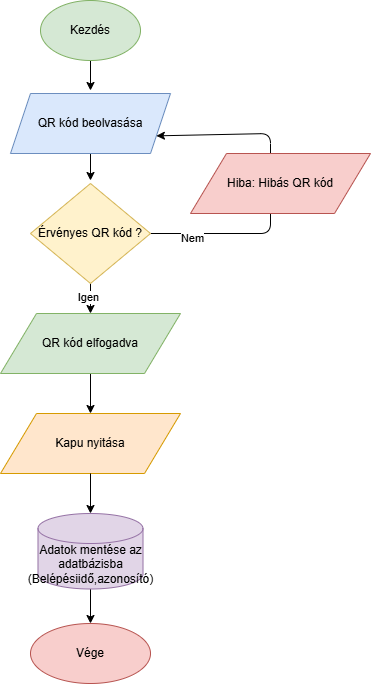 Kezdés
QR kód beolvasása
Hiba: Hibás QR kód
Érvényes QR kód ?
Nem
Igen
QR kód elfogadva
Kapu nyitása
Adatok mentése az
adatbázisba
(Belépésiidő,azonosító)
Vége